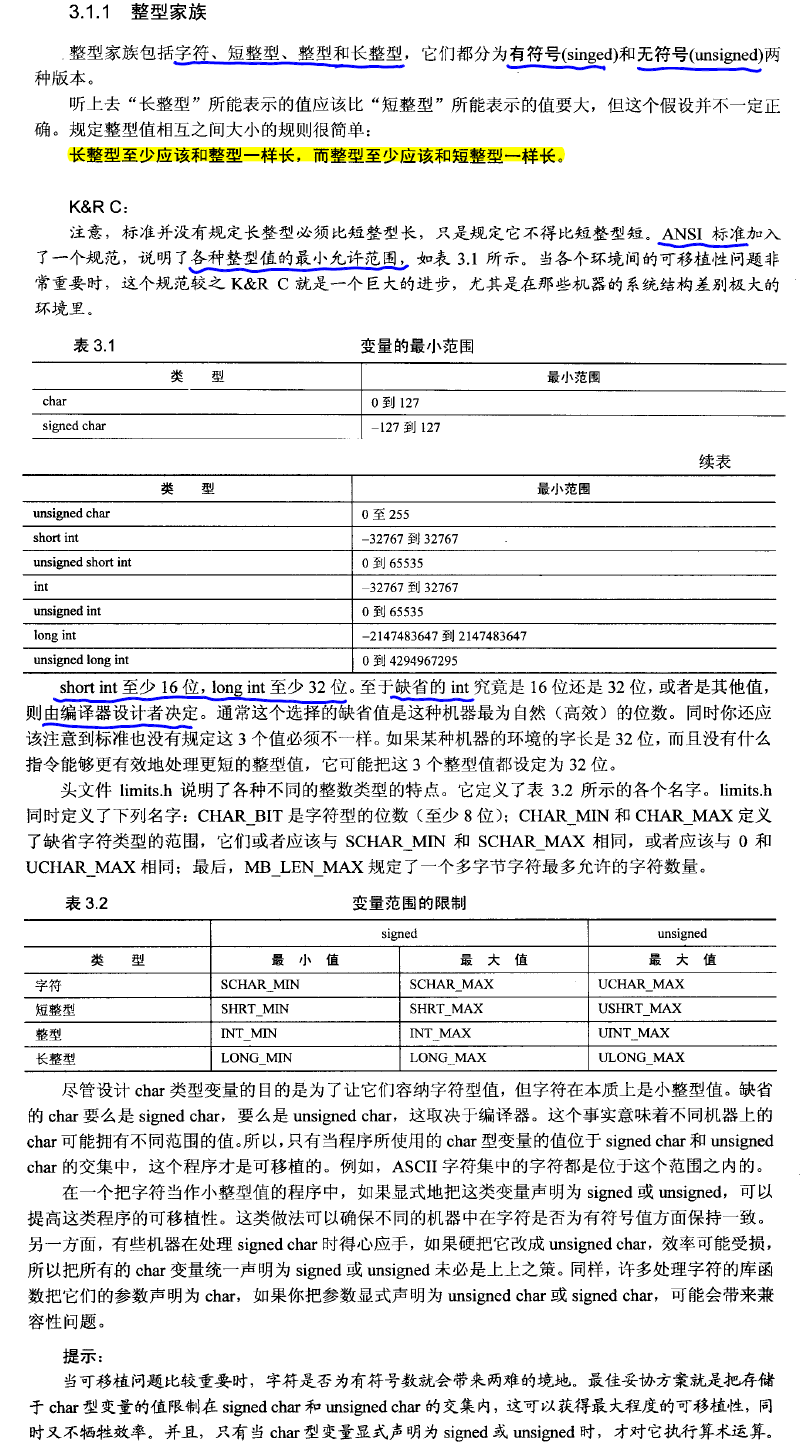 3.1.1 整型家族
整型家族包括字符、短整型、整型和长整型，它们都分为有符号(singed)和无符号(unsigned)两
种版本。
听上去“长整型”所能表示的值应该比“短整型”所能表示的值要大，但这个假设并不一定正
确。规定整型值相互之间大小的规则很简单：
长整型至少应该和整型一样长，而整型至少应该和短整型一样长。
K&R C：
注意，标准并没有规定长整型必须比短整型长，只是规定它不得比短整型短。ANSI 标准加入
了一个规范，说明了各种整型值的最小允许范围，如表 3.1 所示。当各个环境间的可移植性问题非
常重要时，这个规范较之 K&R C 就是一个巨大的进步，尤其是在那些机器的系统结构差别极大的
环境里。
表 3.1 变量的最小范围
类 型 最小范围
char 0 到 127
signed char –127 到 127
续表
类 型 最小范围
unsigned char 0 至 255
short int –32767 到 32767
unsigned short int 0 到 65535
int –32767 到 32767
unsigned int 0 到 65535
long int –2147483647 到 2147483647
unsigned long int 0 到 4294967295
short int 至少 16 位，long int 至少 32 位。至于缺省的 int 究竟是 16 位还是 32 位，或者是其他值，
则由编译器设计者决定。通常这个选择的缺省值是这种机器最为自然（高效）的位数。同时你还应
该注意到标准也没有规定这 3 个值必须不一样。如果某种机器的环境的字长是 32 位，而且没有什么
指令能够更有效地处理更短的整型值，它可能把这 3 个整型值都设定为 32 位。
头文件 limits.h 说明了各种不同的整数类型的特点。它定义了表 3.2 所示的各个名字。limits.h
同时定义了下列名字：CHAR_BIT 是字符型的位数（至少 8 位）；CHAR_MIN 和 CHAR_MAX 定义
了缺省字符类型的范围，它们或者应该与 SCHAR_MIN 和 SCHAR_MAX 相同，或者应该与 0 和
UCHAR_MAX 相同；最后，MB_LEN_MAX 规定了一个多字节字符最多允许的字符数量。
表 3.2 变量范围的限制
signed unsigned
类 型 最 小 值 最 大 值 最 大 值
字符 SCHAR_MIN SCHAR_MAX UCHAR_MAX
短整型 SHRT_MIN SHRT_MAX USHRT_MAX
整型 INT_MIN INT_MAX UINT_MAX
长整型 LONG_MIN LONG_MAX ULONG_MAX
尽管设计 char 类型变量的目的是为了让它们容纳字符型值，但字符在本质上是小整型值。缺省
的 char 要么是 signed char，要么是 unsigned char，这取决于编译器。这个事实意味着不同机器上的
char 可能拥有不同范围的值。所以，只有当程序所使用的 char 型变量的值位于 signed char 和 unsigned
char 的交集中，这个程序才是可移植的。例如，ASCII 字符集中的字符都是位于这个范围之内的。
在一个把字符当作小整型值的程序中，如果显式地把这类变量声明为 signed 或 unsigned，可以
提高这类程序的可移植性。这类做法可以确保不同的机器中在字符是否为有符号值方面保持一致。
另一方面，有些机器在处理 signed char 时得心应手，如果硬把它改成 unsigned char，效率可能受损，
所以把所有的 char 变量统一声明为 signed 或 unsigned 未必是上上之策。同样，许多处理字符的库函
数把它们的参数声明为 char，如果你把参数显式声明为 unsigned char 或 signed char，可能会带来兼
容性问题。
提示：
当可移植问题比较重要时，字符是否为有符号数就会带来两难的境地。最佳妥协方案就是把存储
于 char 型变量的值限制在 signed char 和 unsigned char 的交集内，这可以获得最大程度的可移植性，同
时又不牺牲效率。并且，只有当 char 型变量显式声明为 signed 或 unsigned 时，才对它执行算术运算。